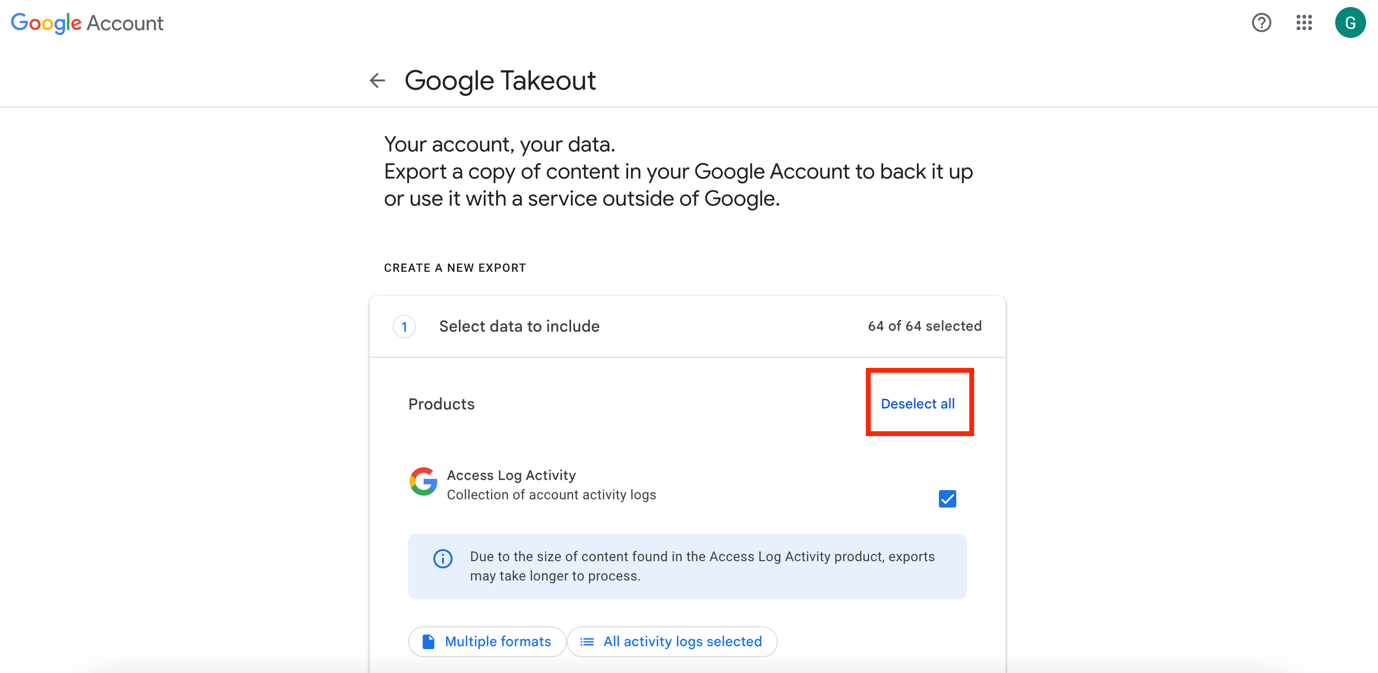 Google Account
G
Google Takeout
Your account, your data.
Export a copy of content in your Google Account to back it up
or use it with a service outside of Google.
CREATE A NEW EXPORT
1 Select data to include 64 of 64 selected
Products Deselect all
Access Log Activity
Collection of account activity logs
Due to the size of content found in the Access Log Activity product, exports
may take longer to process.
Multiple formats All activity logs selected